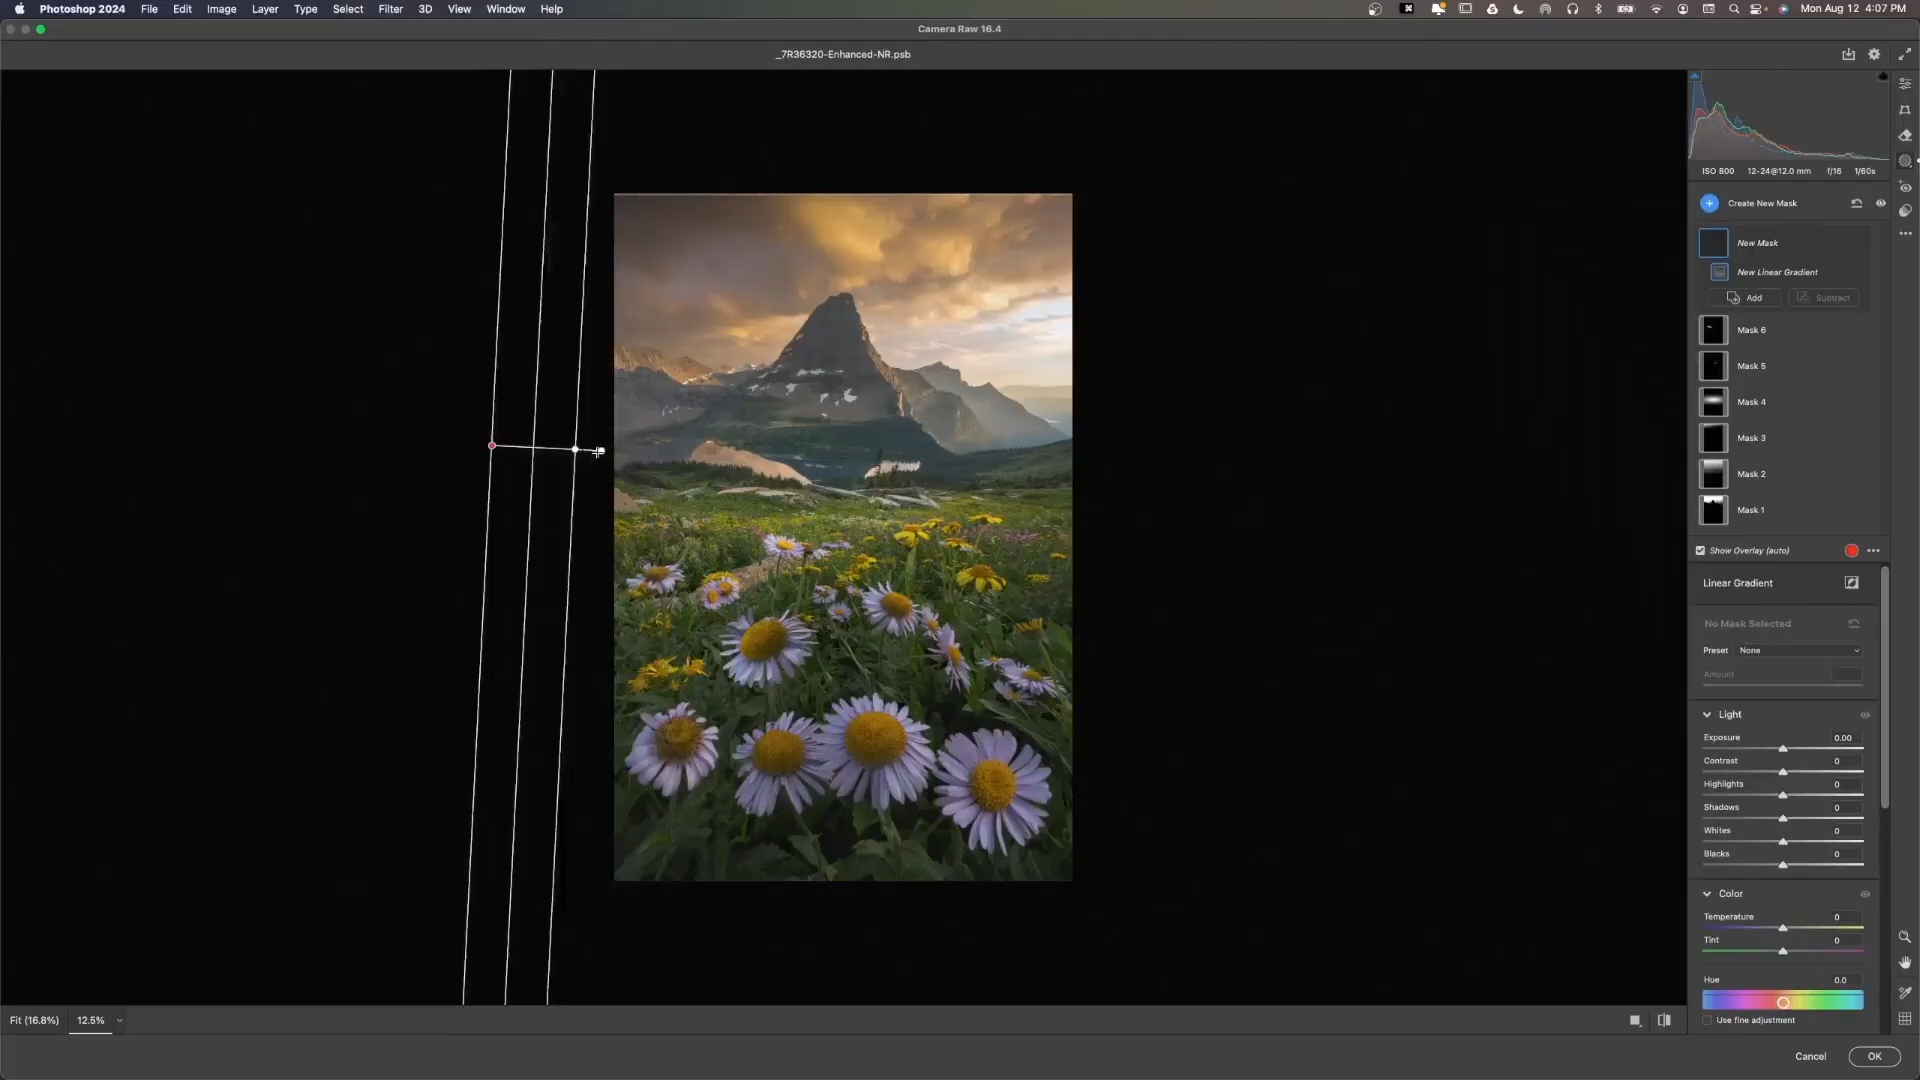 Photoshop 2024 File Edit Image Layer Type Select Filter 3D View Window Help Mon Aug 12 4:07 PM
Camera Raw 16.4
_7R36320-Enhanced-NR.psb
ISO 800 12-24@12.0 mm f/16 1/60s
Create New Mask
New Mask
New Linear Gradient
Add Subtract
Mask 6
Mask 5
Mask 4
Mask 3
Mask 2
Mask 1
Show Overlay (auto)
Linear Gradient
No Mask Selected
Preset None
Amount
Light
Exposure 0.00
Contrast 0
Highlights 0
Shadows 0
Whites 0
Blacks 0
Color
Temperature 0
Tint 0
Hue 0.0
Use fine adjustment
Fit (16.8%) 12.5%
Cancel OK